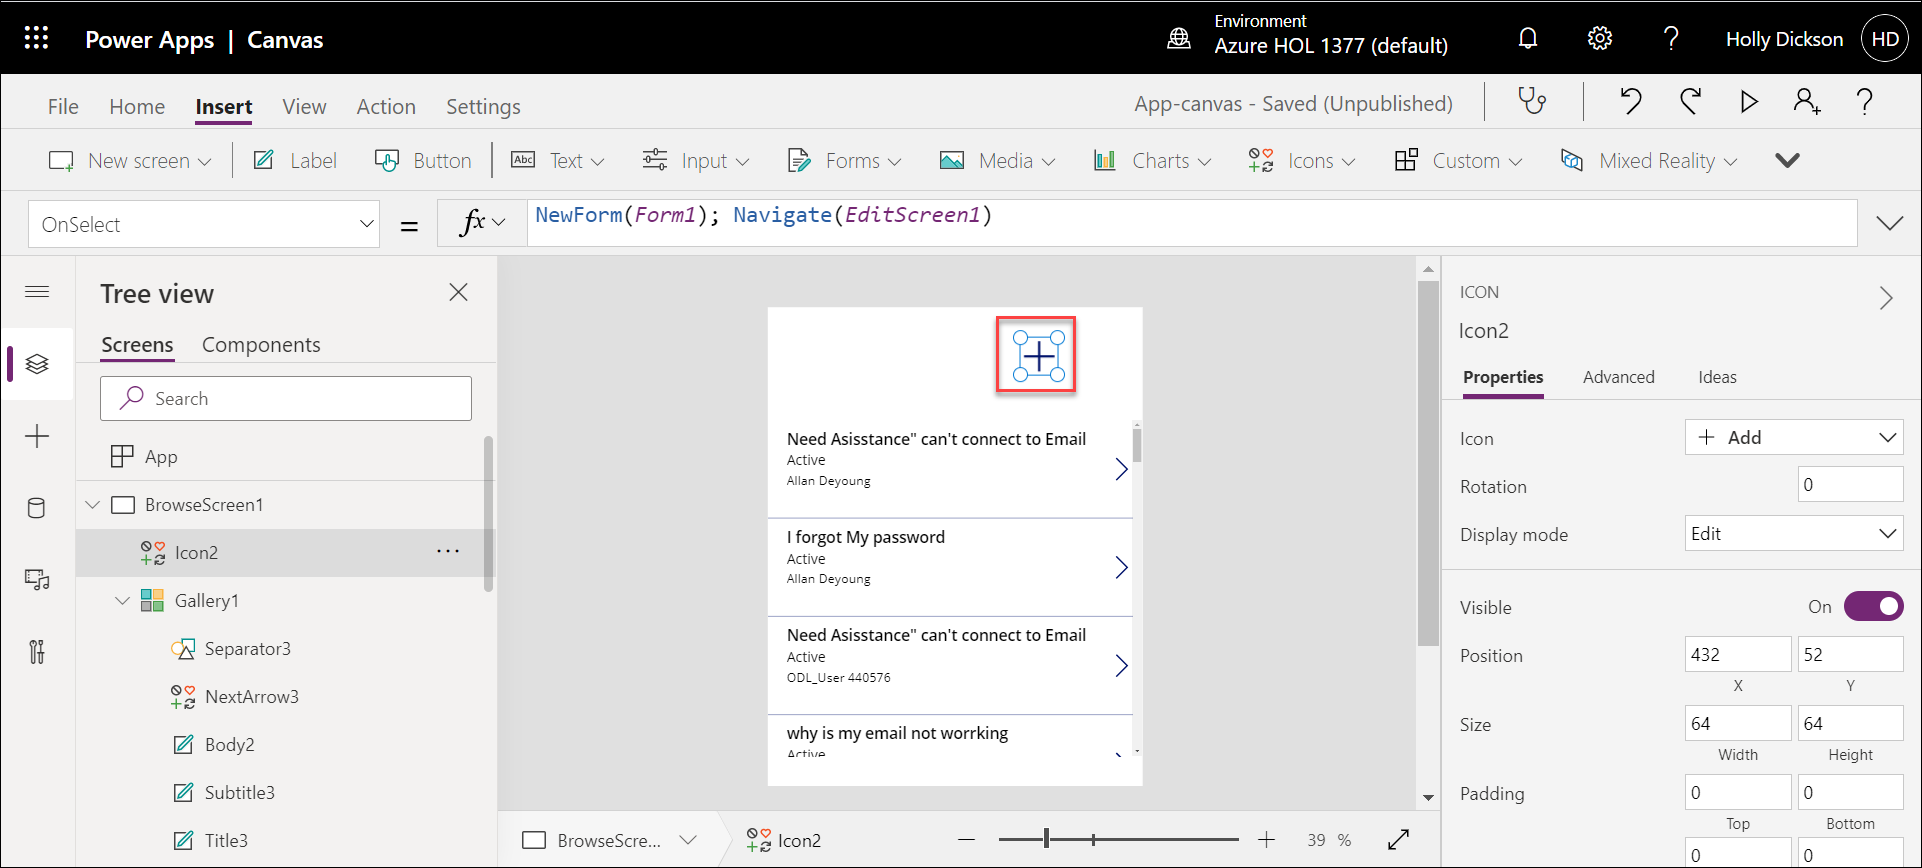 Power Apps | Canvas
Environment
Azure HOL 1377 (default)
Holly Dickson
HD
File Home Insert View Action Settings
App-canvas - Saved (Unpublished)
New screen Label Button Abc Text Input Forms Media Charts Icons Custom Mixed Reality
OnSelect = fx NewForm(Form1); Navigate(EditScreen1)
Tree view
Screens Components
Search
App
BrowseScreen1
Icon2 ...
Gallery1
Separator3
NextArrow3
Body2
Subtitle3
Title3
Need Asisstance" can't connect to Email
Active
Allan Deyoung
I forgot My password
Active
Allan Deyoung
Need Asisstance" can't connect to Email
Active
ODL_User 440576
why is my email not worrking
Active
BrowseScre... Icon2 39 %
ICON
Icon2
Properties Advanced Ideas
Icon Add
Rotation 0
Display mode Edit
Visible On
Position 432 52
X Y
Size 64 64
Width Height
Padding 0 0
Top Bottom
0 0